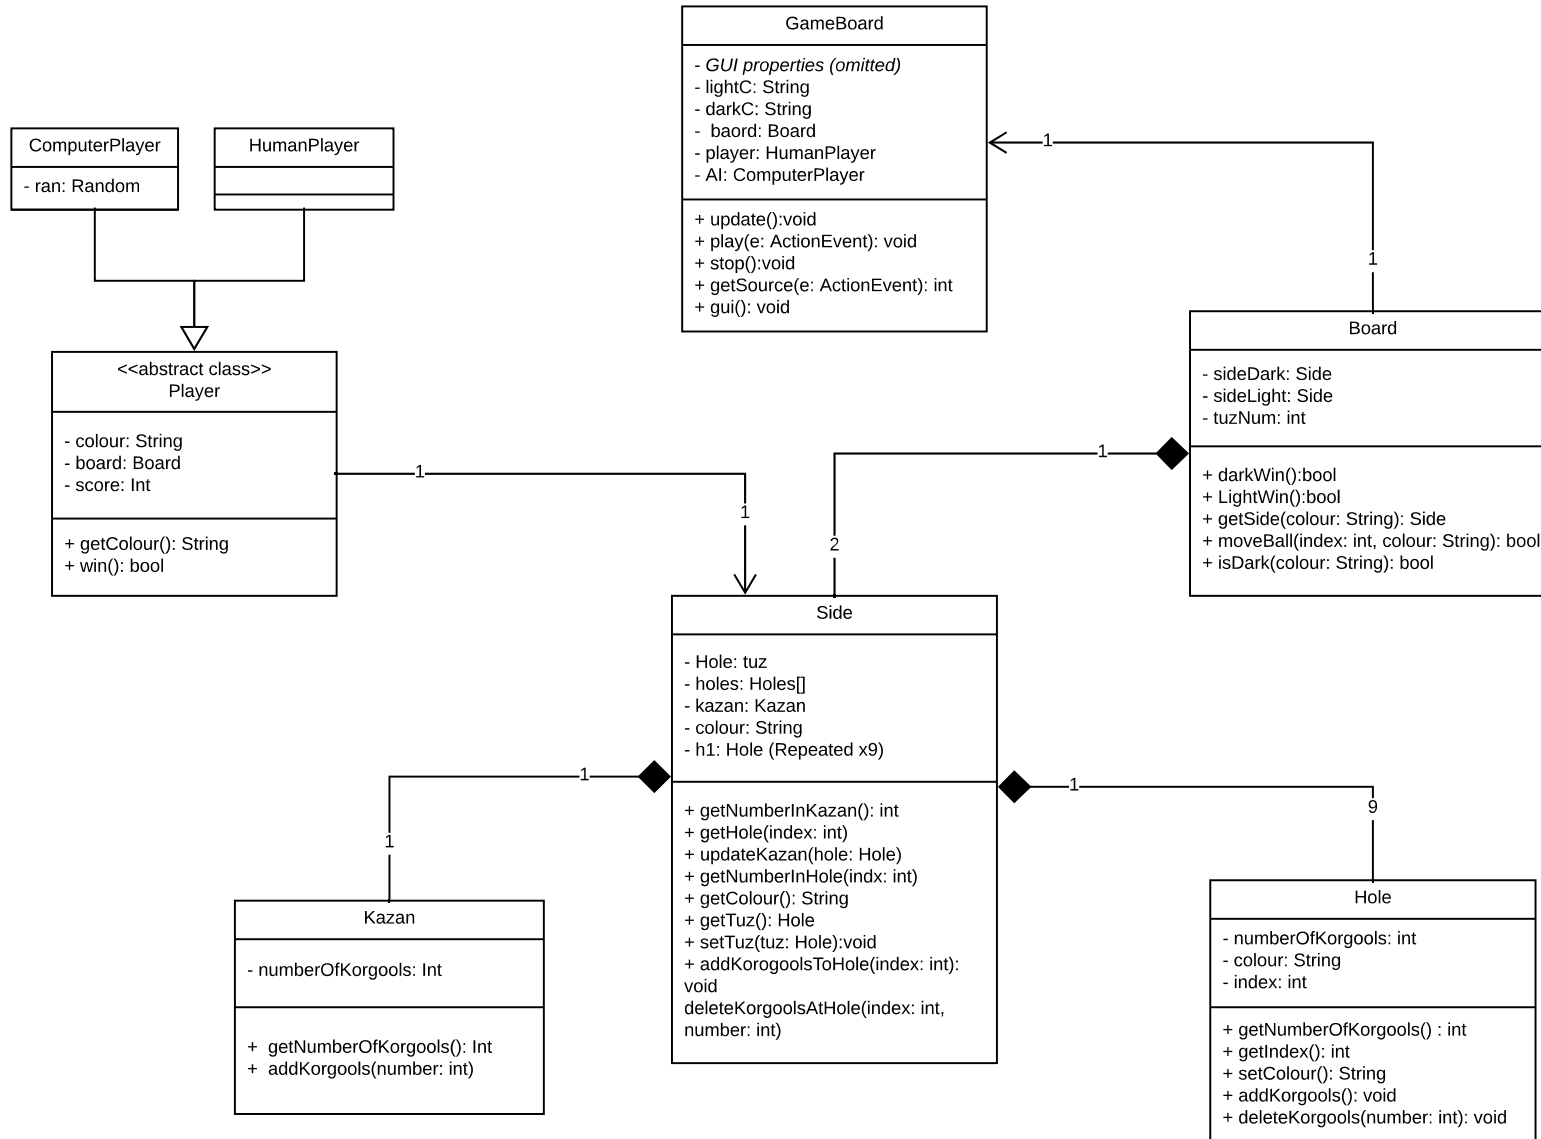 GameBoard
- GUI properties (omitted)
- lightC: String
- darkC: String
-  baord: Board
- player: HumanPlayer
- AI: ComputerPlayer
+ update():void
+ play(e: ActionEvent): void
+ stop():void
+ getSource(e: ActionEvent): int
+ gui(): void
ComputerPlayer
- ran: Random
HumanPlayer
1
1
Board
- sideDark: Side
- sideLight: Side
- tuzNum: int
+ darkWin():bool
+ LightWin():bool
+ getSide(colour: String): Side
+ moveBall(index: int, colour: String): bool
+ isDark(colour: String): bool
<<abstract class>>
Player
- colour: String
- board: Board
- score: Int
+ getColour(): String
+ win(): bool
1
1
1
2
Side
- Hole: tuz
- holes: Holes[]
- kazan: Kazan
- colour: String
- h1: Hole (Repeated x9)
+ getNumberInKazan(): int
+ getHole(index: int)
+ updateKazan(hole: Hole)
+ getNumberInHole(indx: int)
+ getColour(): String
+ getTuz(): Hole
+ setTuz(tuz: Hole):void
+ addKorogoolsToHole(index: int):
void
deleteKorgoolsAtHole(index: int,
number: int)
1
1
1
9
Kazan
- numberOfKorgools: Int
+  getNumberOfKorgools(): Int
+  addKorgools(number: int)
Hole
- numberOfKorgools: int
- colour: String
- index: int
+ getNumberOfKorgools() : int
+ getIndex(): int
+ setColour(): String
+ addKorgools(): void
+ deleteKorgools(number: int): void